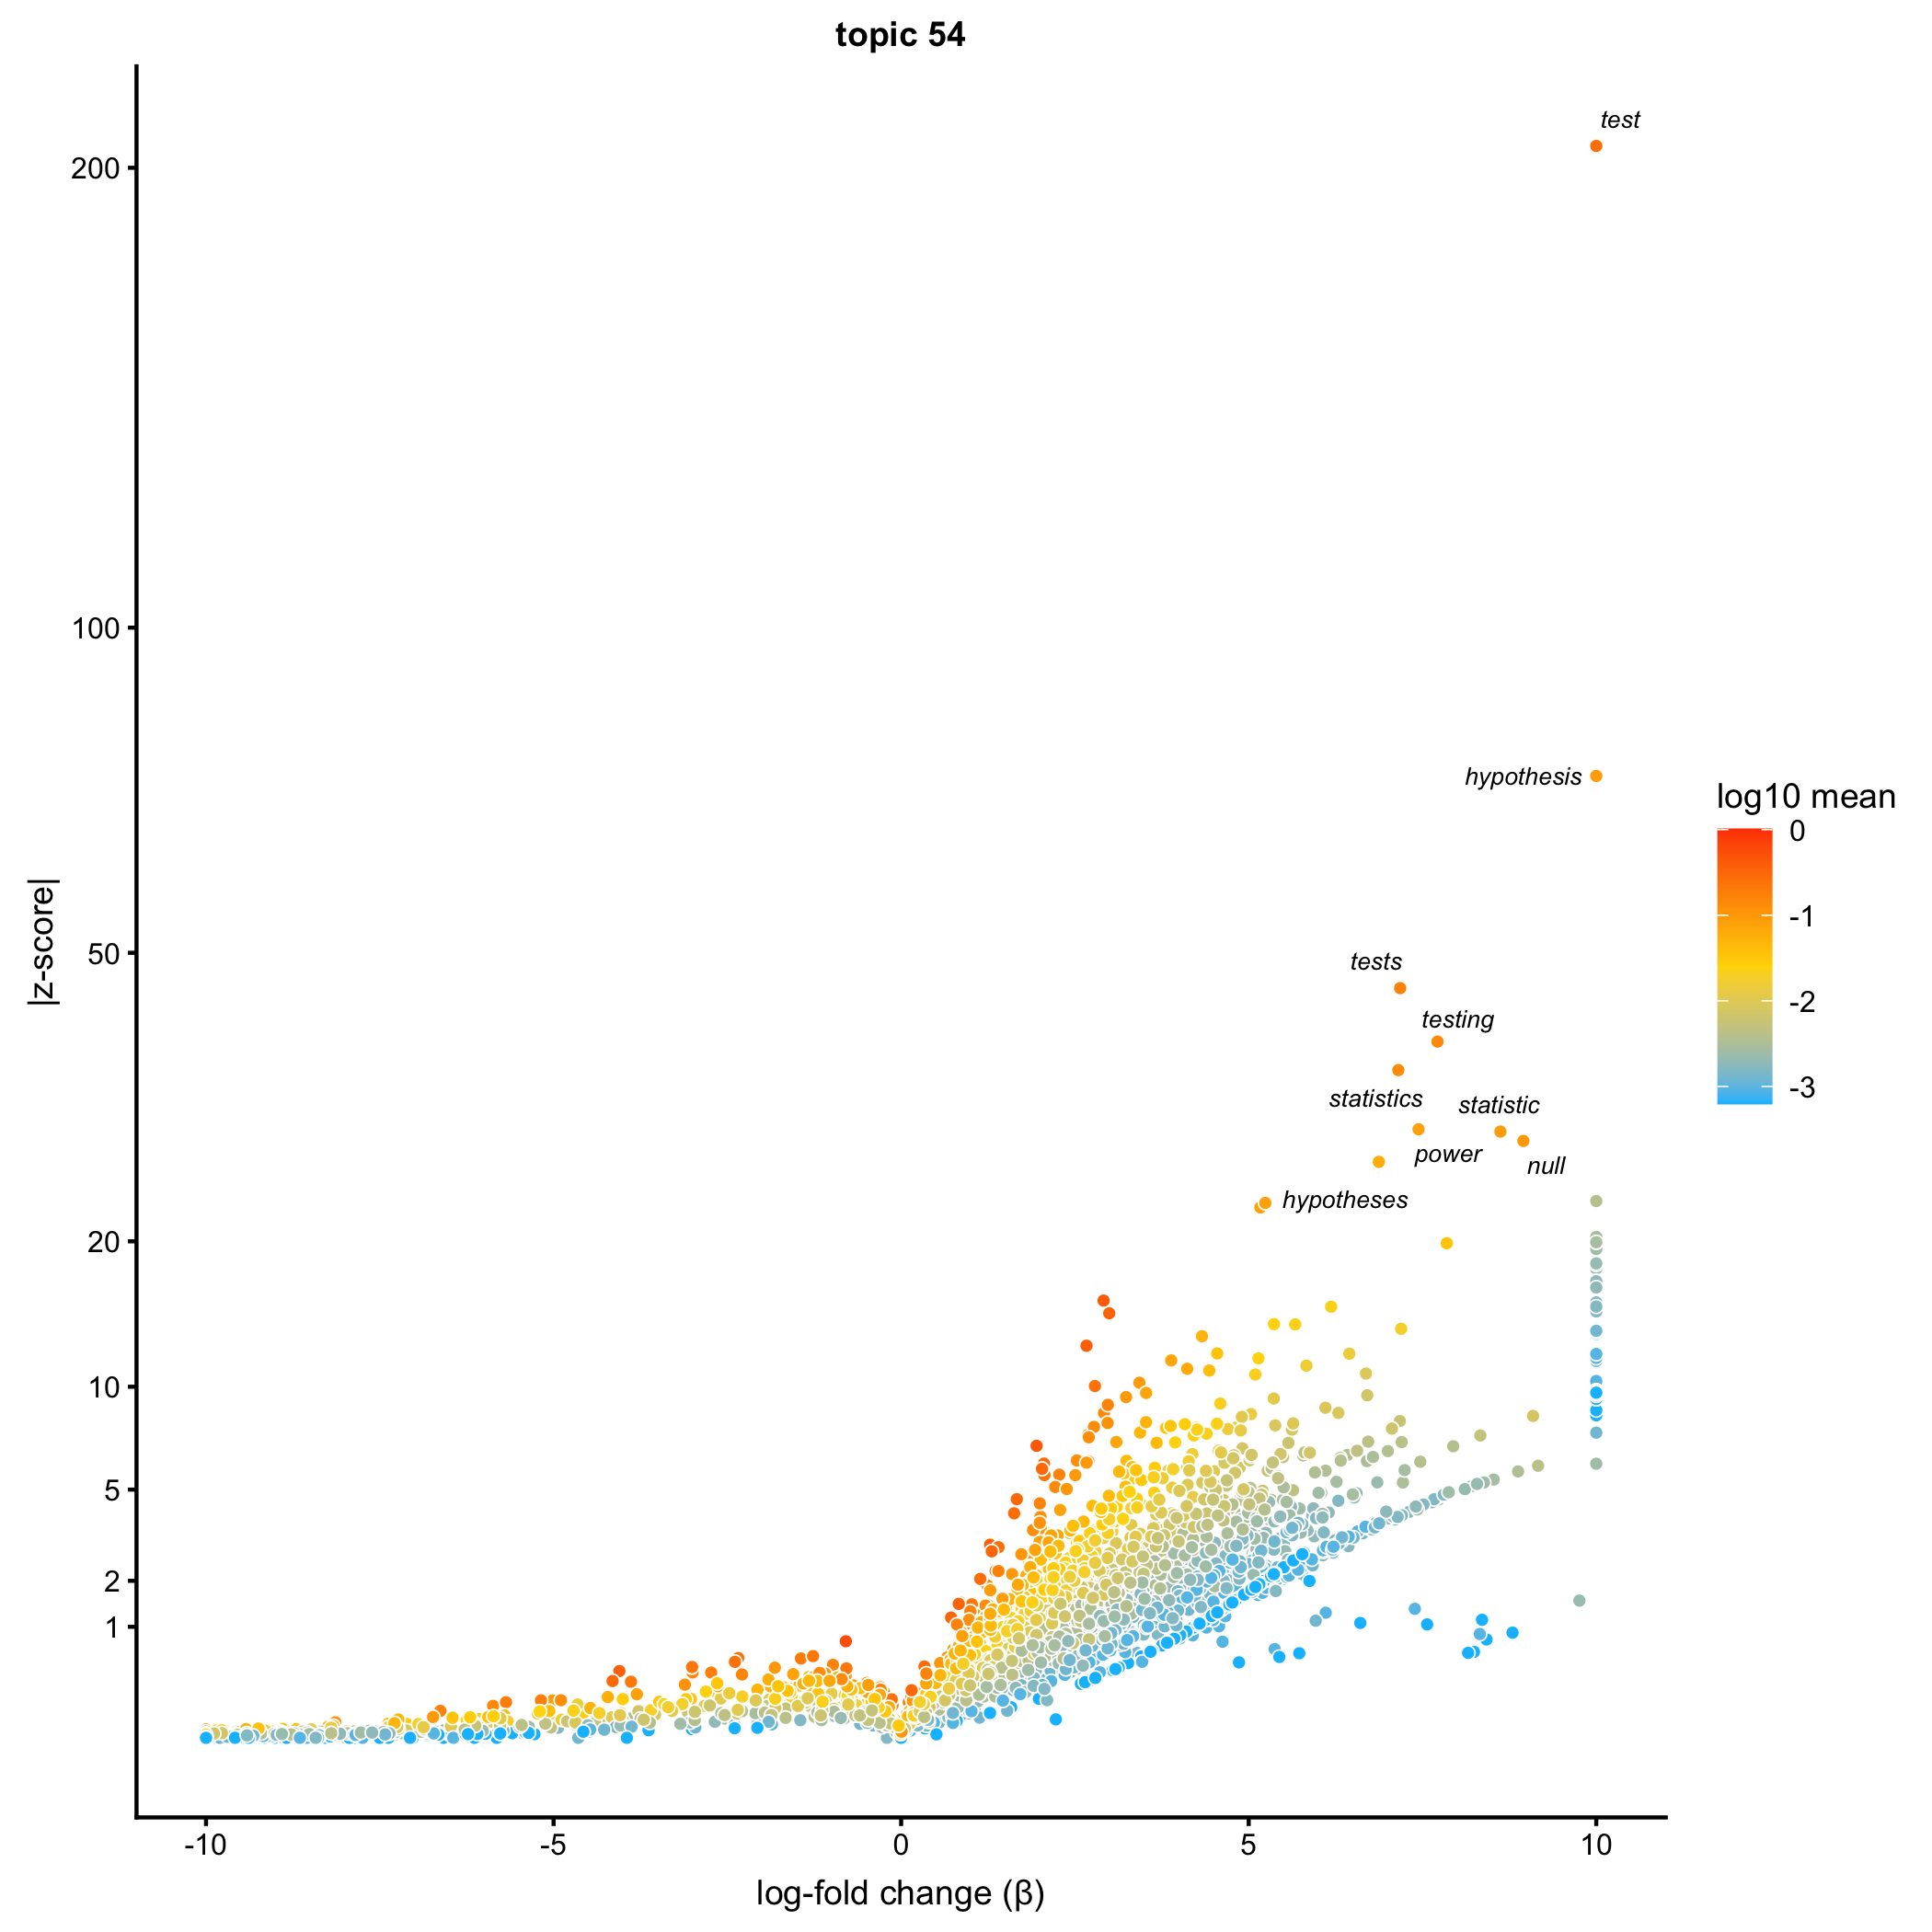 topic 54
test
200
100
hypothesis
log10 mean
0
-1
-2
-3
|z-score|
50
tests
testing
statistics
statistic
power
null
hypotheses
20
10
5
2
1
-10
-5
0
5
10
log-fold change (β)